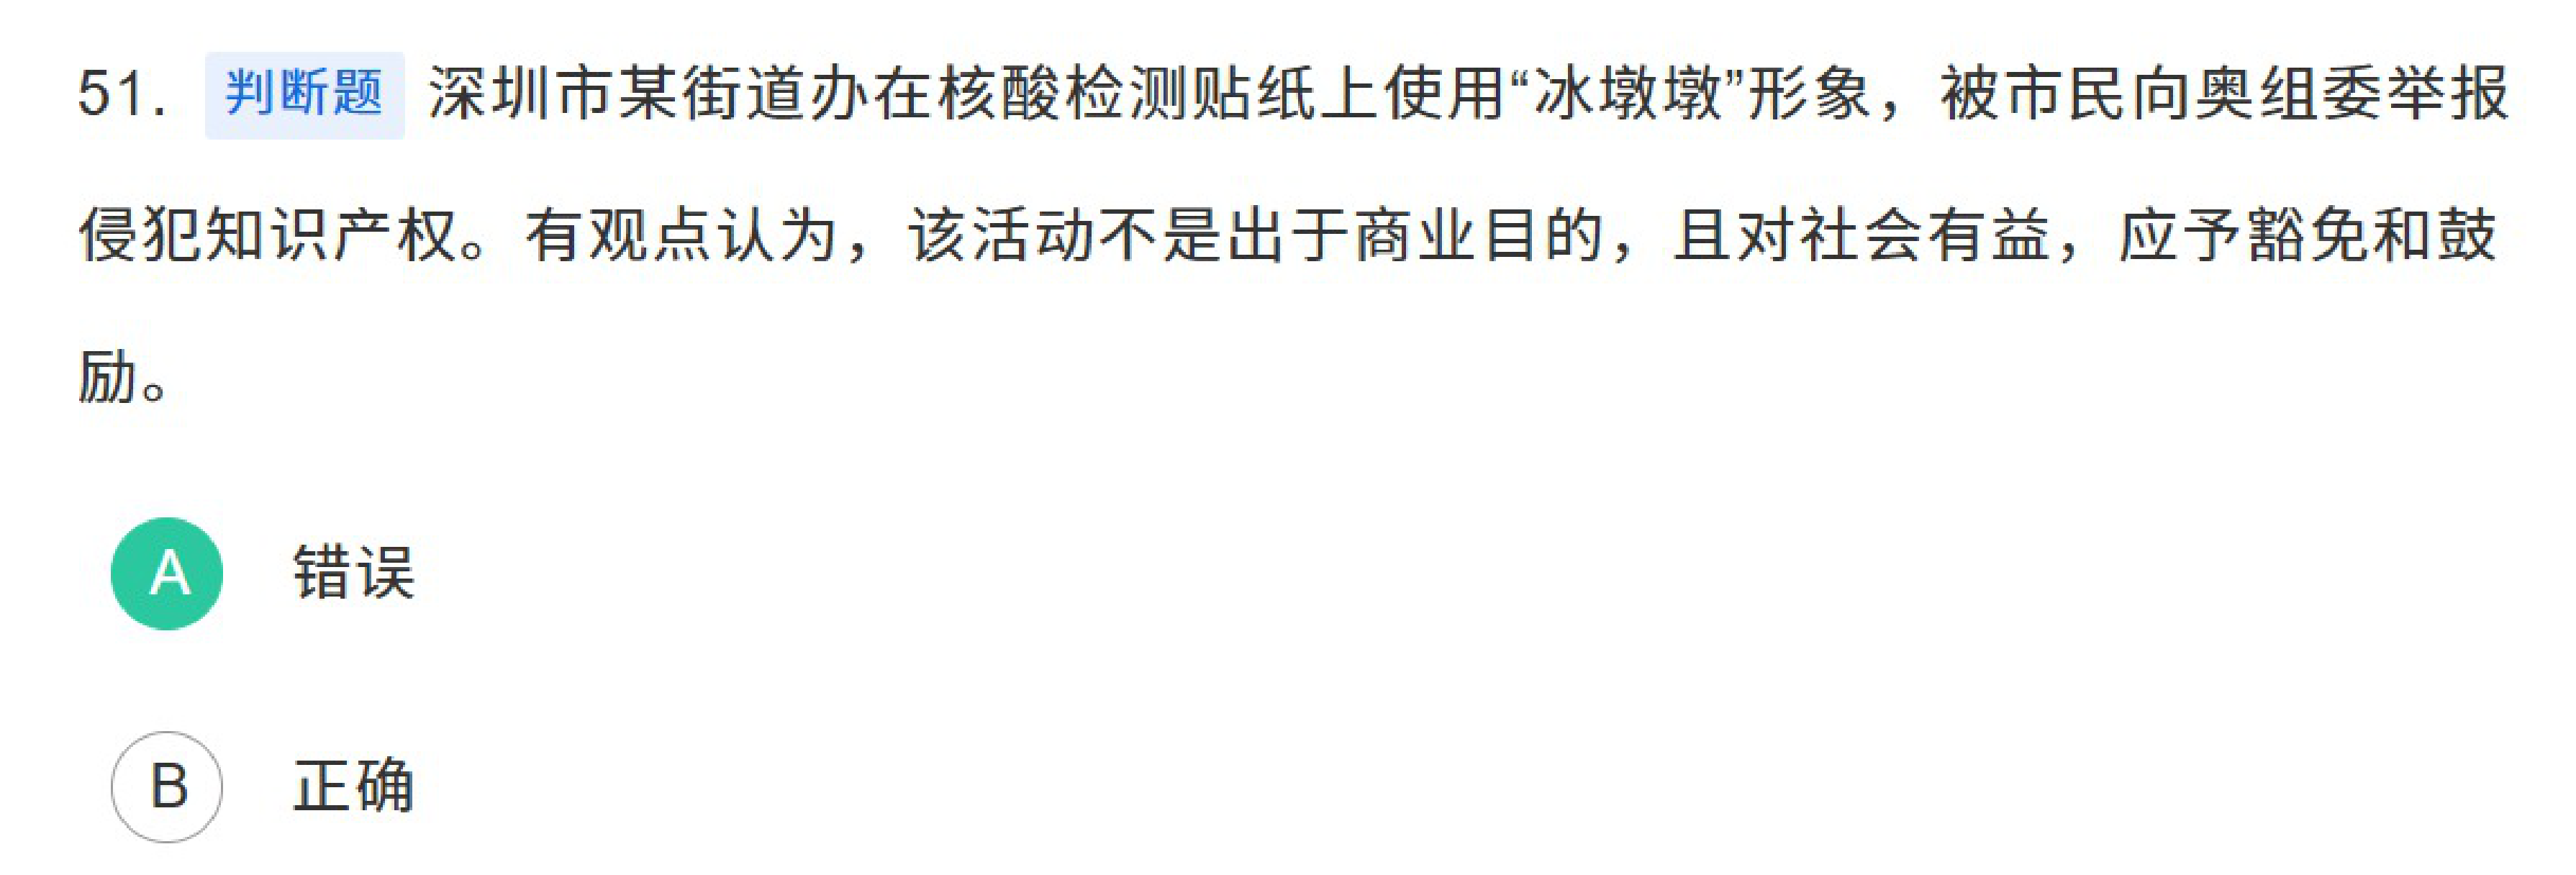 51. 判断题 深圳市某街道办在核酸检测贴纸上使用“冰墩墩”形象，被市民向奥组委举报
侵犯知识产权。有观点认为，该活动不是出于商业目的，且对社会有益，应予豁免和鼓
励。
A 错误
B 正确